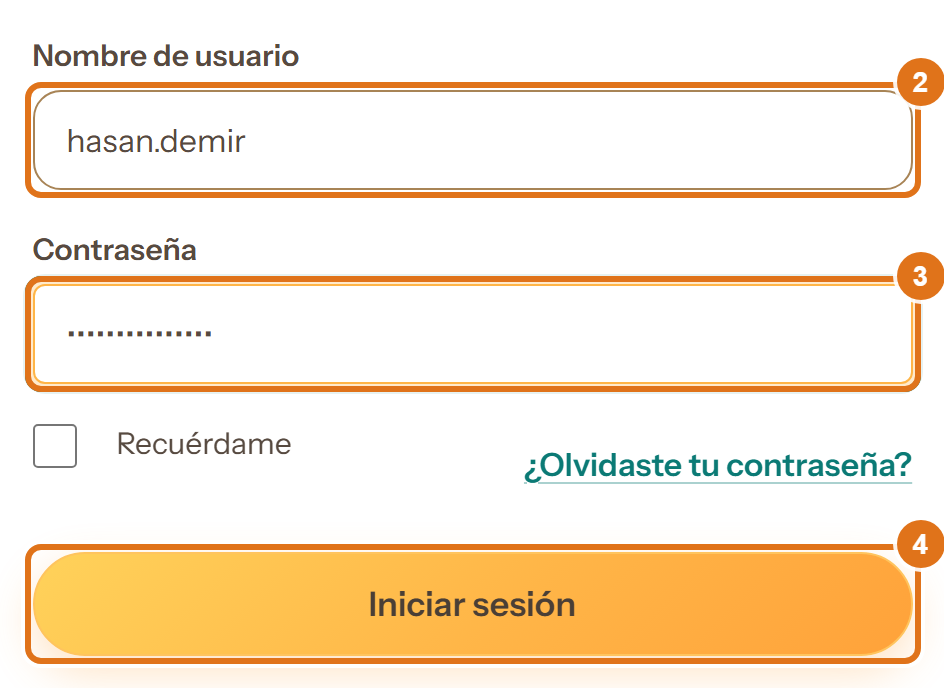 Nombre de usuario
2
hasan.demir
Contraseña
3
...............
Recuérdame
¿Olvidaste tu contraseña?
4
Iniciar sesión